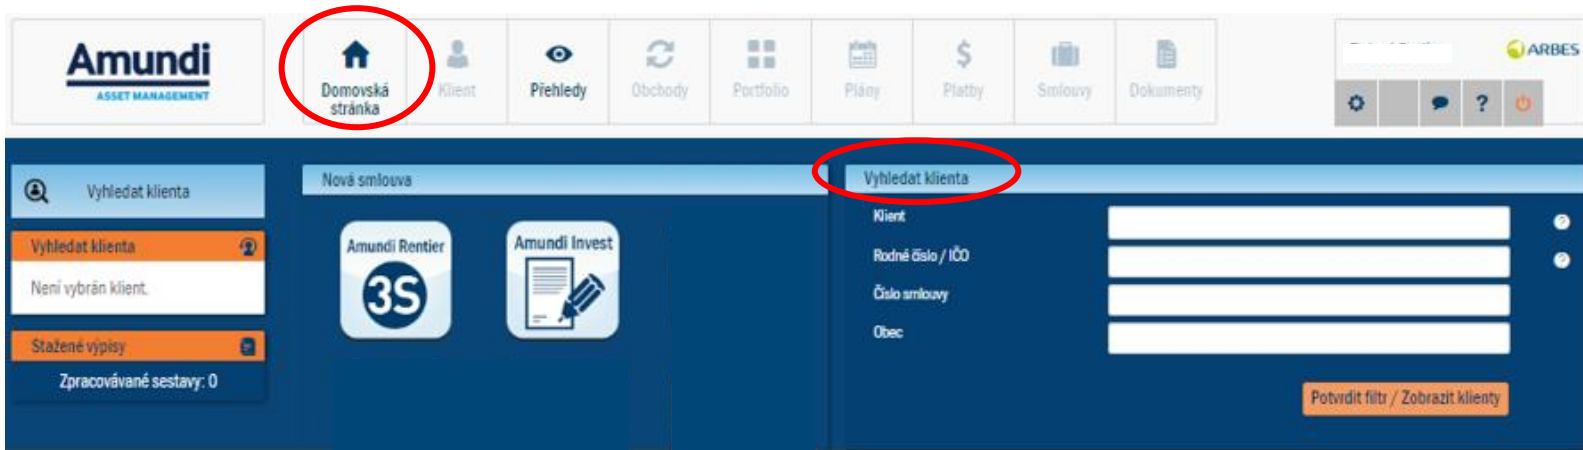 Amundi
ASSET MANAGEMENT
Domovská
stránka
Klient
Přehledy
Obchody
Portfolio
Plány
Platby
Smlouvy
Dokumenty
ARBES
?
Vyhledat klienta
Vyhledat klienta
Není vybrán klient.
Stažené výpisy
Zpracovávané sestavy: 0
Nová smlouva
Amundi Rentier
3S
Amundi Invest
Vyhledat klienta
Klient
Rodné číslo / IČO
Číslo smlouvy
Obec
Potvrdit filtr / Zobrazit klienty